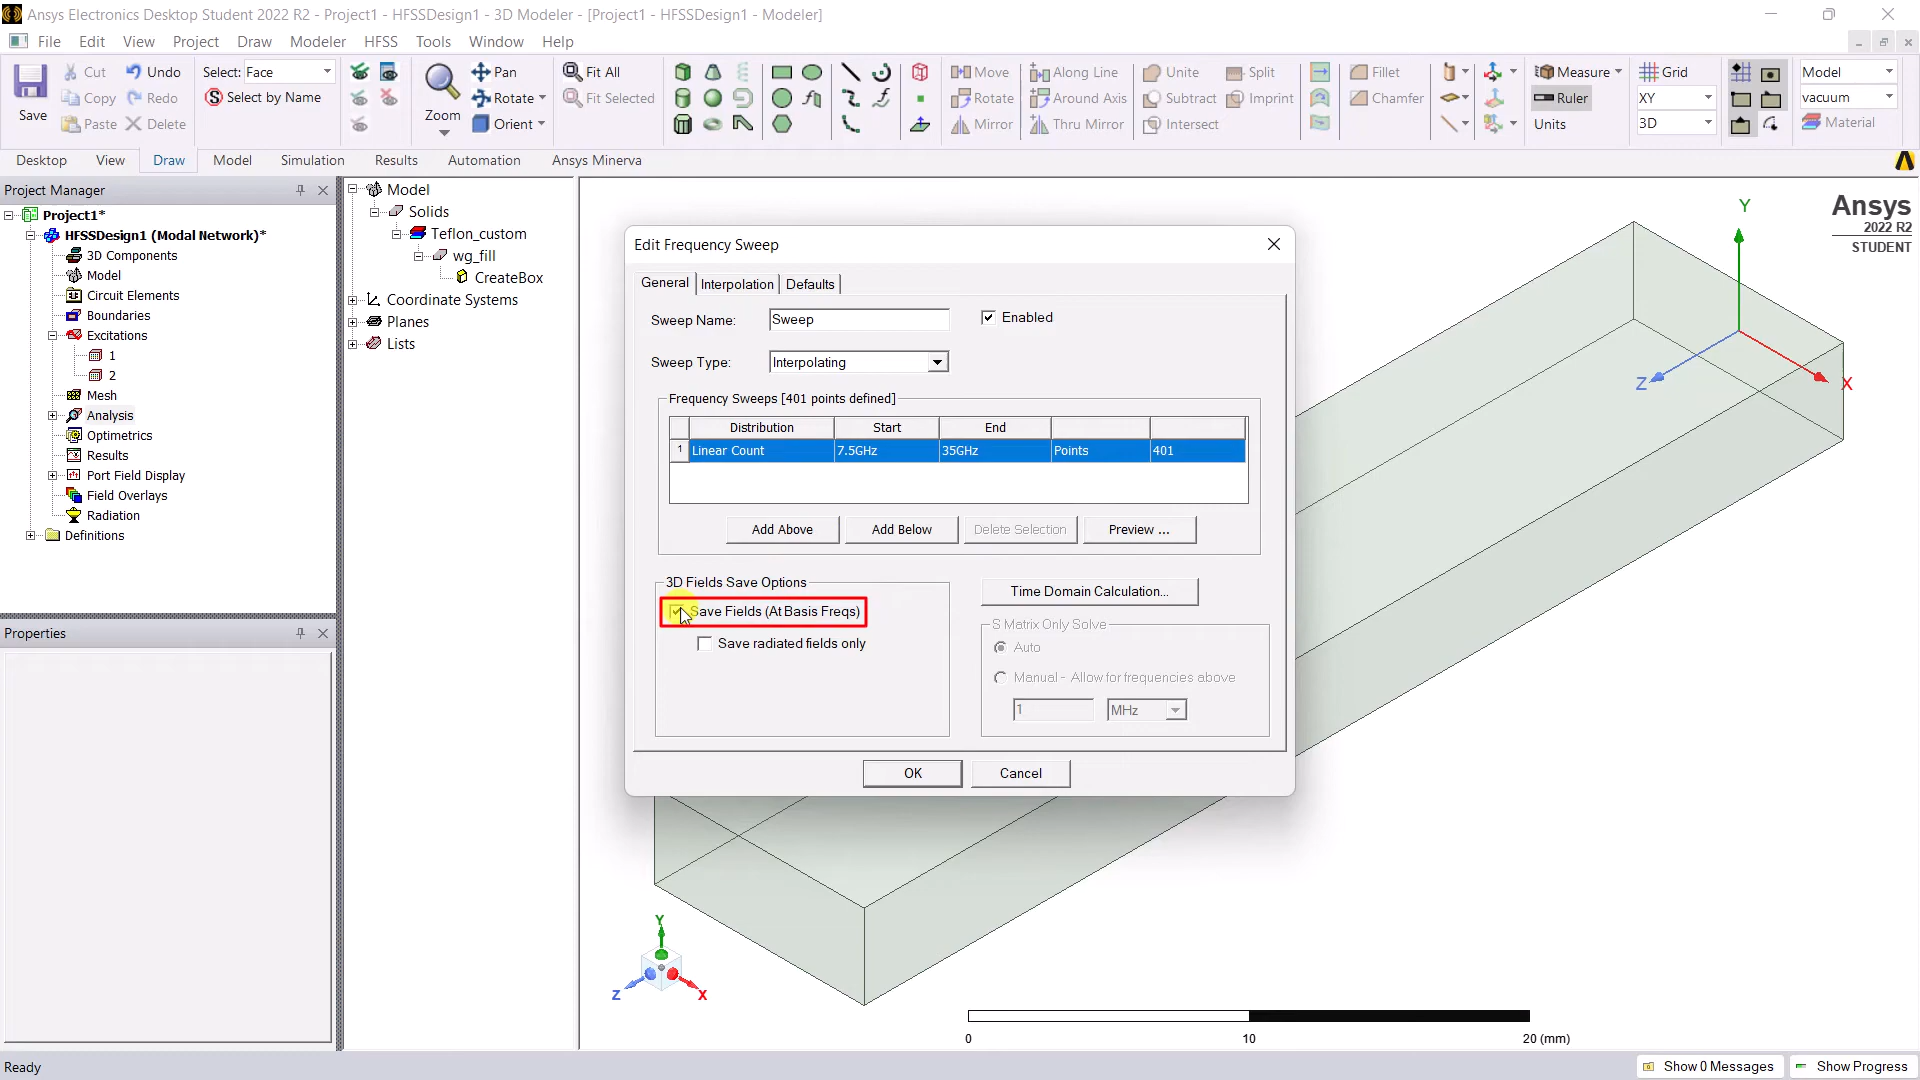 Ansys Electronics Desktop Student 2022 R2 - Project1 - HFSSDesign1 - 3D Modeler - [Project1 - HFSSDesign1 - Modeler]
File Edit View Project Draw Modeler HFSS Tools Window Help
Save
Cut Undo
Copy Redo
Paste Delete
Select: Face
Select by Name
Zoom
Pan
Rotate
Orient
Fit All
Fit Selected
Move Along Line Unite Split Fillet
Rotate Around Axis Subtract Imprint Chamfer
Mirror Thru Mirror Intersect
Measure Grid Model
Ruler XY vacuum
Units 3D Material
Desktop View Draw Model Simulation Results Automation Ansys Minerva
Project Manager
Project1*
HFSSDesign1 (Modal Network)*
3D Components
Model
Circuit Elements
Boundaries
Excitations
1
2
Mesh
Analysis
Optimetrics
Results
Port Field Display
Field Overlays
Radiation
Definitions
Properties
Model
Solids
Teflon_custom
wg_fill
CreateBox
Coordinate Systems
Planes
Lists
Edit Frequency Sweep
General Interpolation Defaults
Sweep Name: Sweep Enabled
Sweep Type: Interpolating
Frequency Sweeps [401 points defined]
Distribution Start End
1 Linear Count 7.5GHz 35GHz Points 401
Add Above Add Below Delete Selection Preview ...
3D Fields Save Options
Save Fields (At Basis Freqs)
Save radiated fields only
Time Domain Calculation...
S Matrix Only Solve
Auto
Manual - Allow for frequencies above
1 MHz
OK Cancel
Ansys
2022 R2
STUDENT
Y
Z
X
Y
Z
X
0 10 20 (mm)
Ready
Show 0 Messages Show Progress